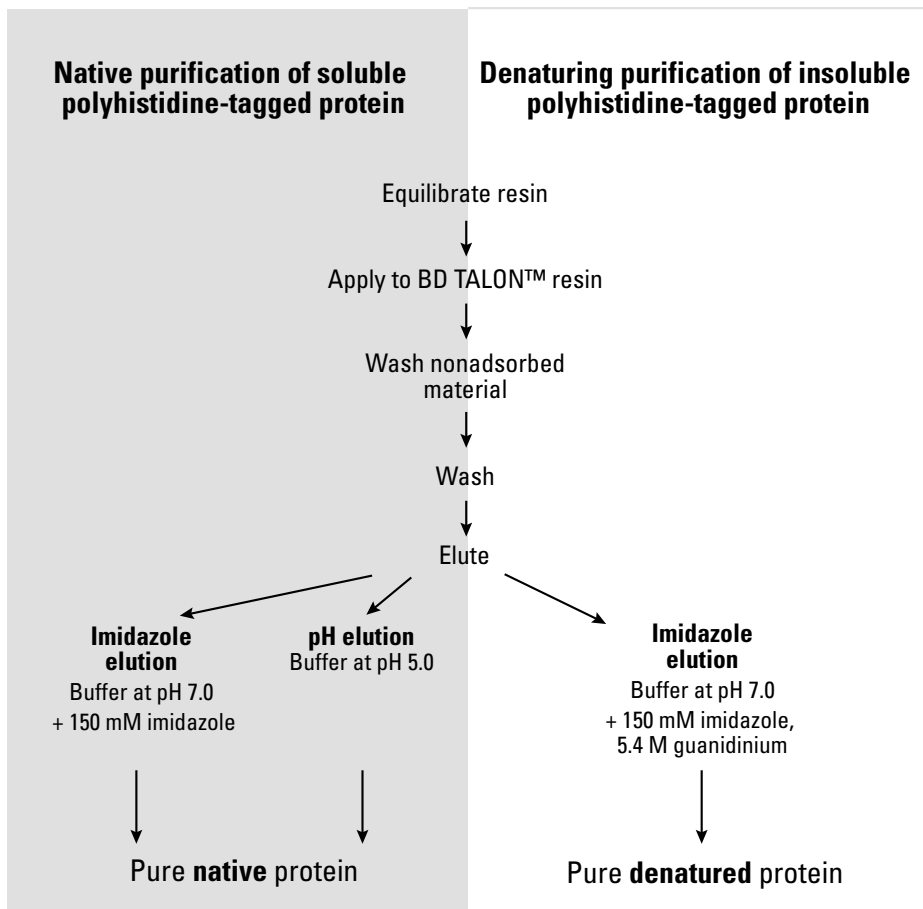 Native purification of soluble
polyhistidine-tagged protein
Denaturing purification of insoluble
polyhistidine-tagged protein
Equilibrate resin
Apply to BD TALON™ resin
Wash nonadsorbed
material
Wash
Elute
Imidazole
elution
Buffer at pH 7.0
+ 150 mM imidazole
pH elution
Buffer at pH 5.0
Imidazole
elution
Buffer at pH 7.0
+ 150 mM imidazole,
5.4 M guanidinium
Pure native protein
Pure denatured protein